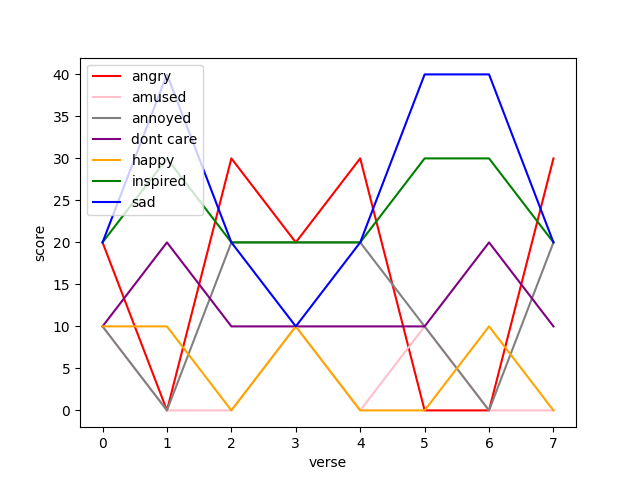 40
35
30
25
20
15
10
5
0
score
angry
amused
annoyed
dont care
happy
inspired
sad
0 1 2 3 4 5 6 7
verse